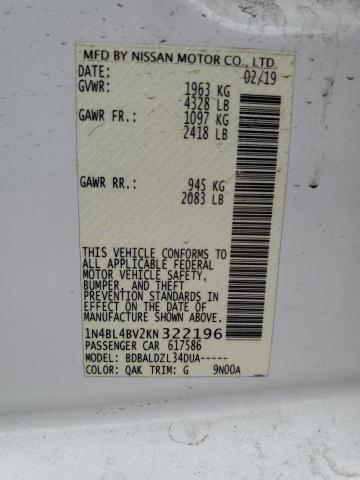 MFD BY NISSAN MOTOR CO., LTD.
DATE: 02/19
GVWR: 1963 KG
4328 LB
GAWR FR.: 1097 KG
2418 LB
GAWR RR.: 945 KG
2083 LB
THIS VEHICLE CONFORMS TO
ALL APPLICABLE FEDERAL
MOTOR VEHICLE SAFETY,
BUMPER, AND THEFT
PREVENTION STANDARDS
IN EFFECT ON THE DATE OF
MANUFACTURE SHOWN ABOVE.
1N4BL4BV2KN322196
PASSENGER CAR 617586
MODEL: BDBALDZL34DUA-----
COLOR: QAK TRIM: G 9N00A